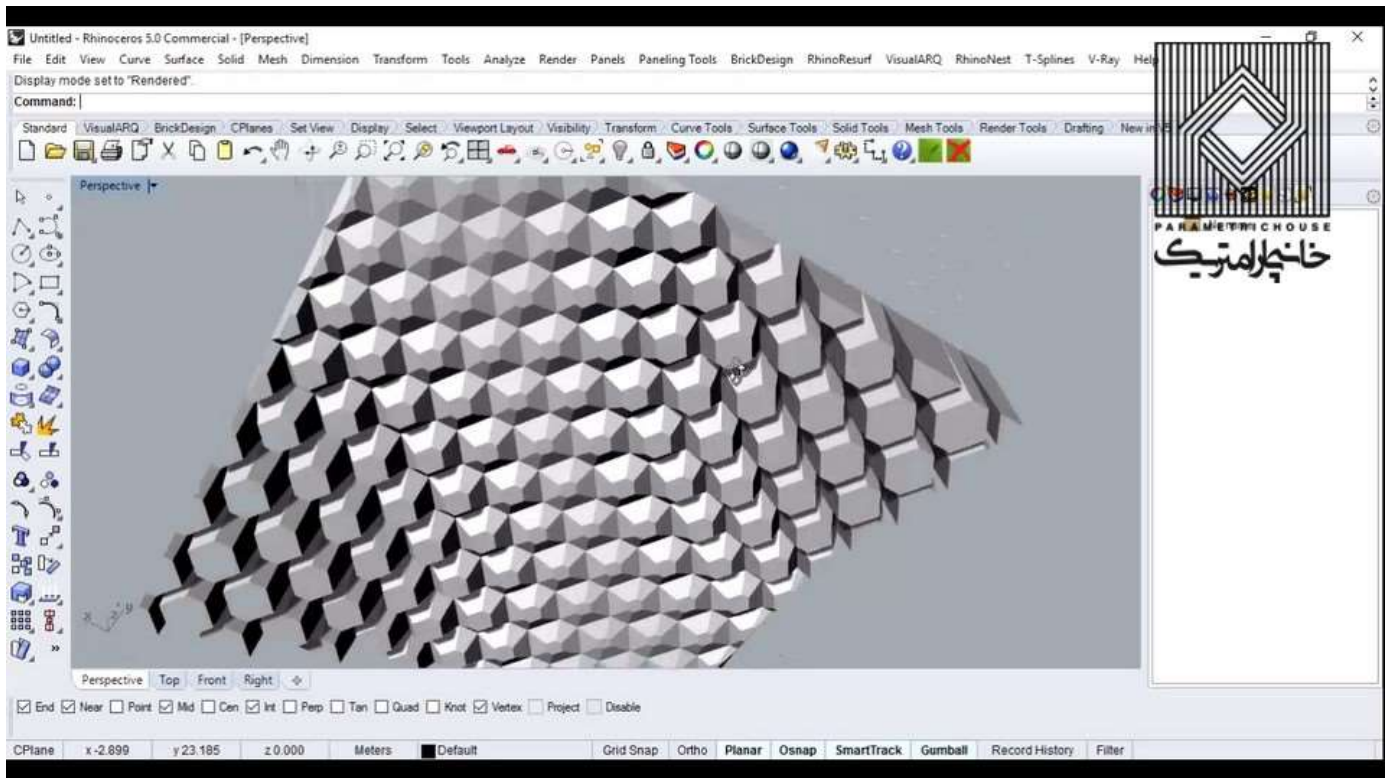 Untitled - Rhinoceros 5.0 Commercial - [Perspective]
File Edit View Curve Surface Solid Mesh Dimension Transform Tools Analyze Render Panels Paneling Tools BrickDesign RhinoResurf VisualARQ RhinoNest T-Splines V-Ray Help
Display mode set to "Rendered".
Command:
Standard VisualARQ BrickDesign CPlanes Set View Display Select Viewport Layout Visibility Transform Curve Tools Surface Tools Solid Tools Mesh Tools Render Tools Drafting New in
Perspective
PARAMETRICHOUSE
خانه پارامتریک
Perspective Top Front Right
End Near Point Mid Cen Int Perp Tan Quad Knot Vertex Project Disable
CPlane x -2.899 y 23.185 z 0.000 Meters Default Grid Snap Ortho Planar Osnap SmartTrack Gumball Record History Filter